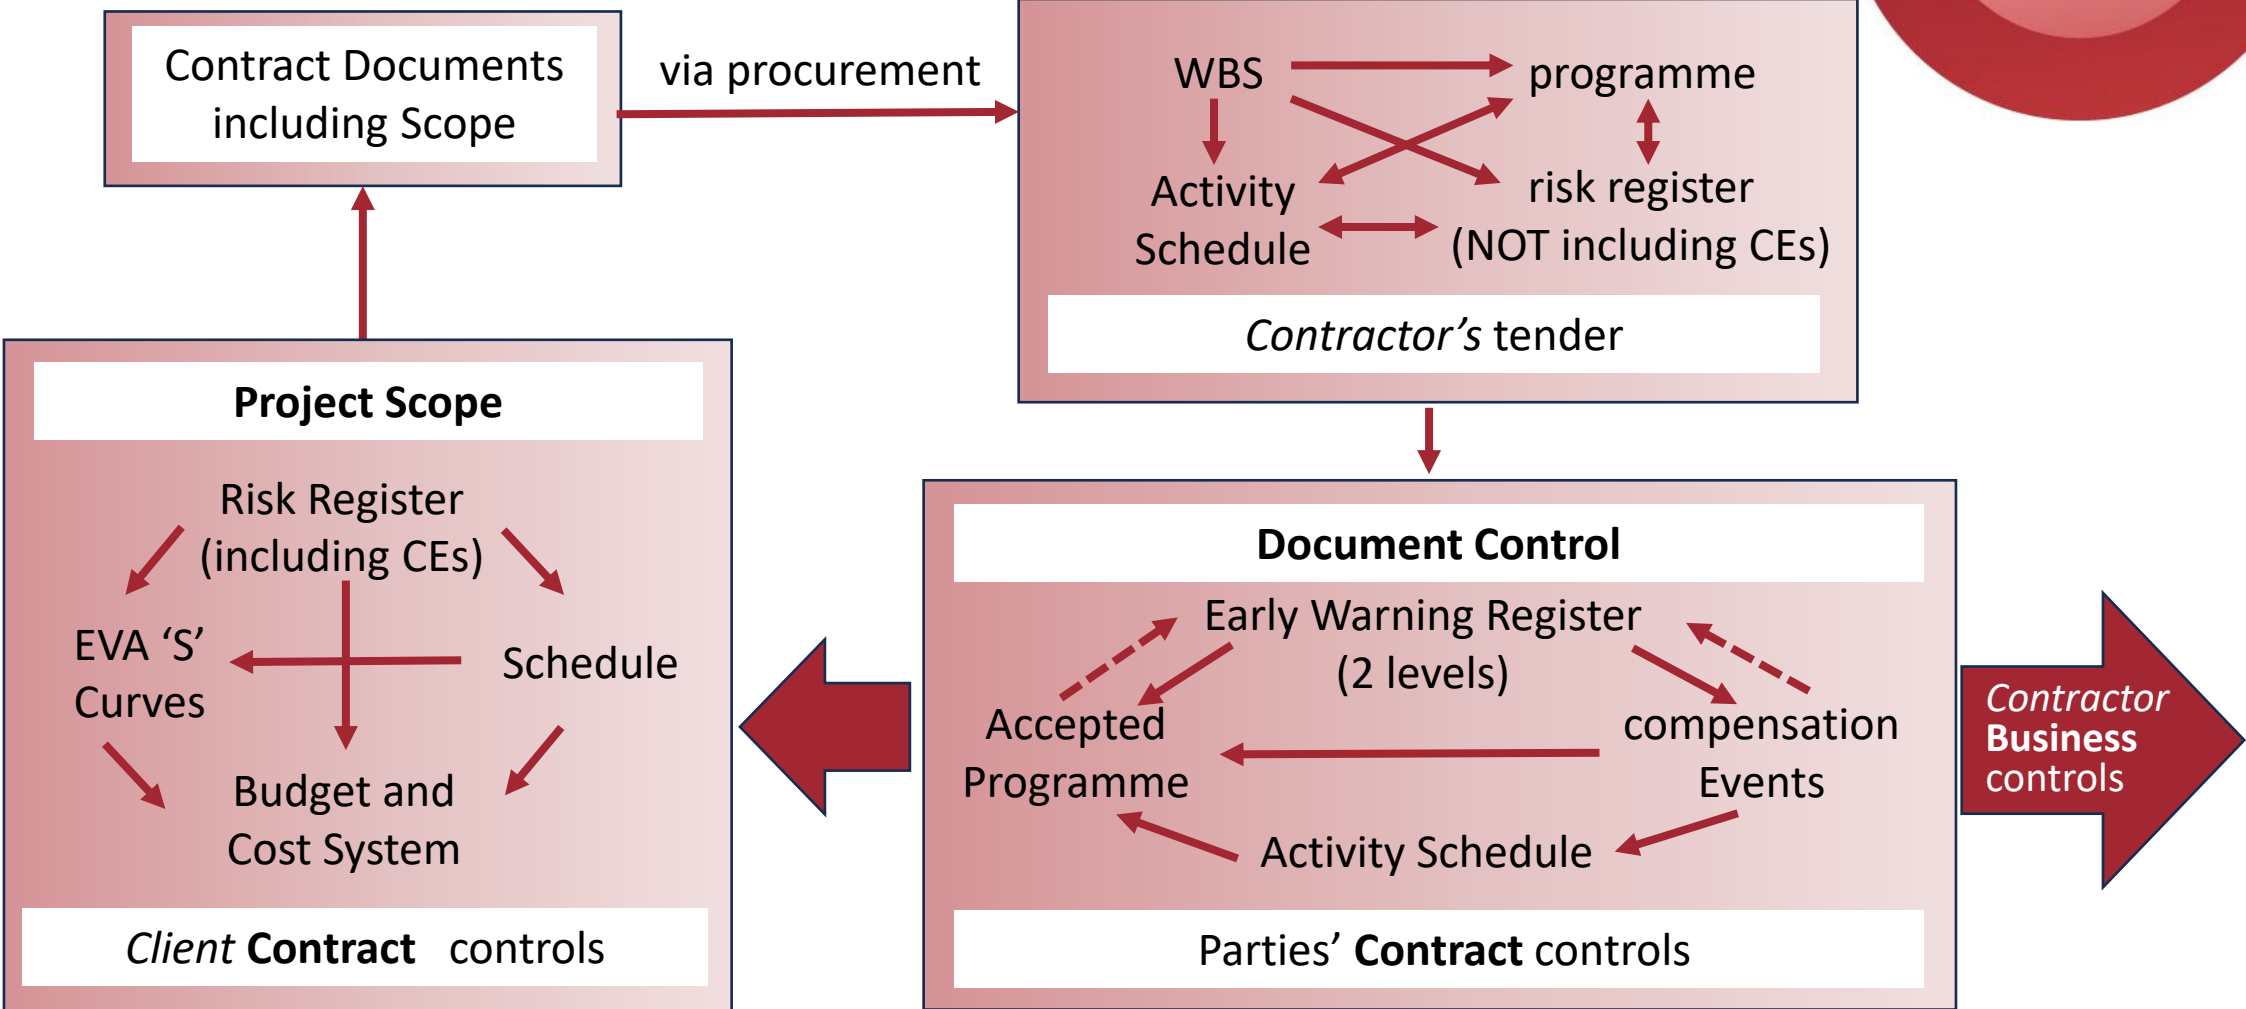 Contract Documents
including Scope
via procurement
WBS
programme
Activity
Schedule
risk register
(NOT including CEs)
Contractor’s tender
Project Scope
Risk Register
(including CEs)
EVA ‘S’
Curves
Schedule
Budget and
Cost System
Client Contract controls
Document Control
Early Warning Register
(2 levels)
Accepted
Programme
compensation
Events
Activity Schedule
Parties’ Contract controls
Contractor
Business
controls